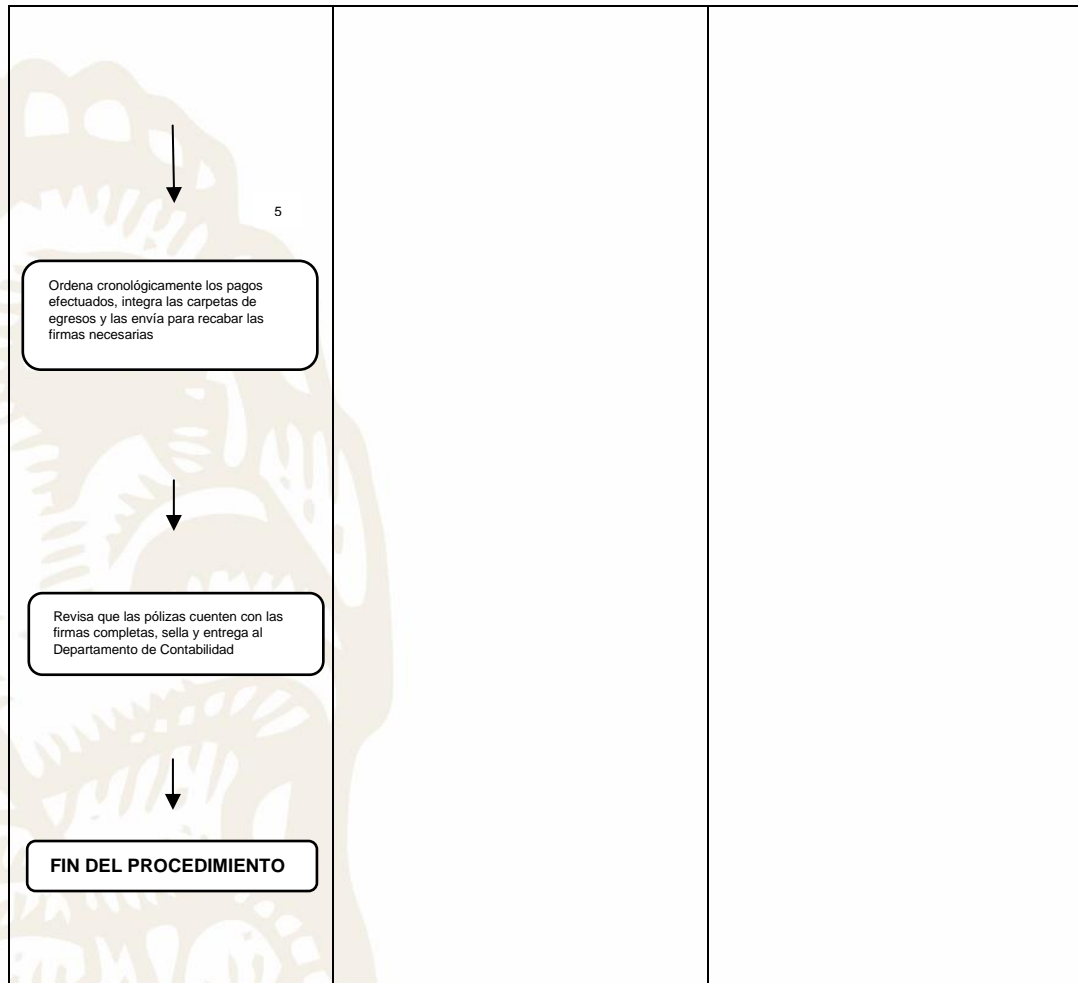 5
Ordena cronológicamente los pagos
efectuados, integra las carpetas de
egresos y las envía para recabar las
firmas necesarias
Revisa que las pólizas cuenten con las
firmas completas, sella y entrega al
Departamento de Contabilidad
FIN DEL PROCEDIMIENTO